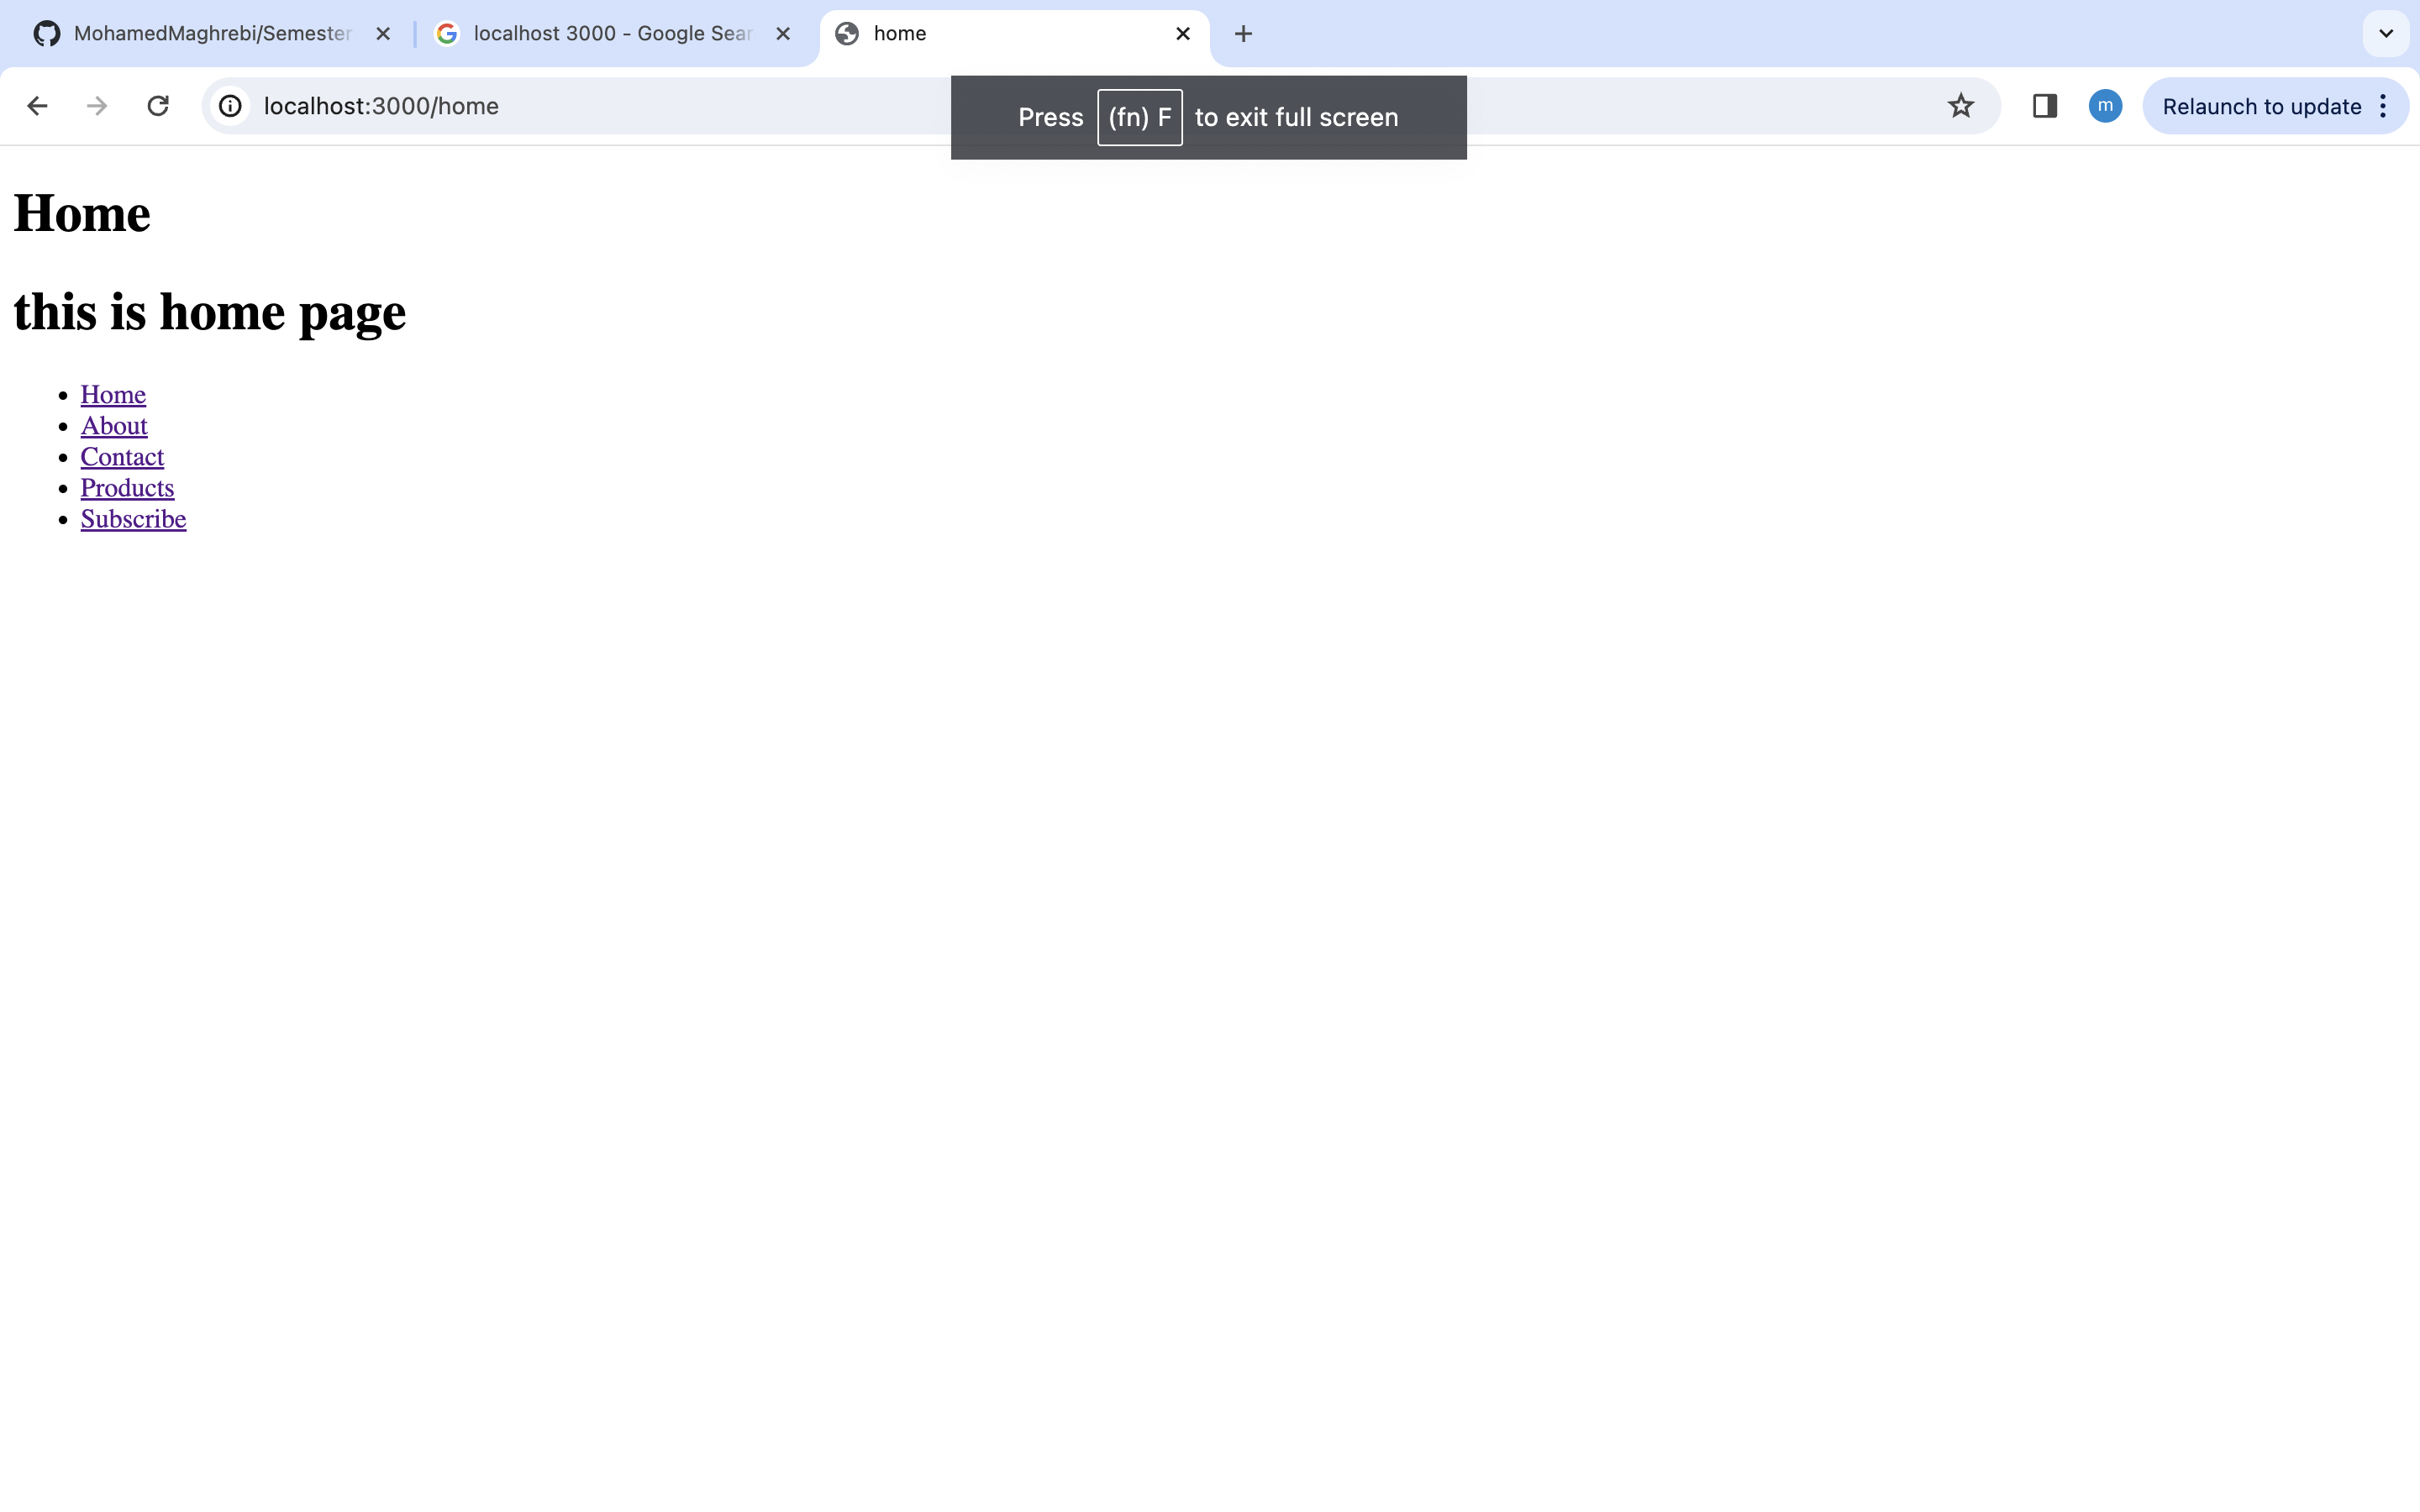 MohamedMaghrebi/Semester
localhost 3000 - Google Sear
home
localhost:3000/home
Press (fn) F to exit full screen
m
Relaunch to update
Home
this is home page
Home
About
Contact
Products
Subscribe